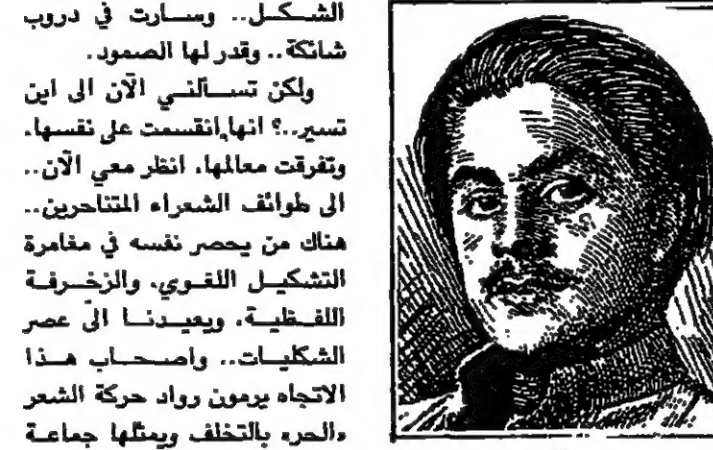 الشكل.. وسارت في دروب
شائكة.. وقدر لها الصمود.
ولكن تسألني الآن الى اين
تسير..؟ انها انقسمت على نفسها،
وتفرقت معالمها، انظر معي الآن..
الى طوائف الشعراء المتناحرين..
هناك من يحصر نفسه في مغامرة
التشكيل اللغوي، والزخرفة
اللفظية، ويعيدنا الى عصر
الشكليات.. واصحاب هذا
الاتجاه يرمون رواد حركة الشعر
«الحر» بالتخلف ويمثلها جماعة